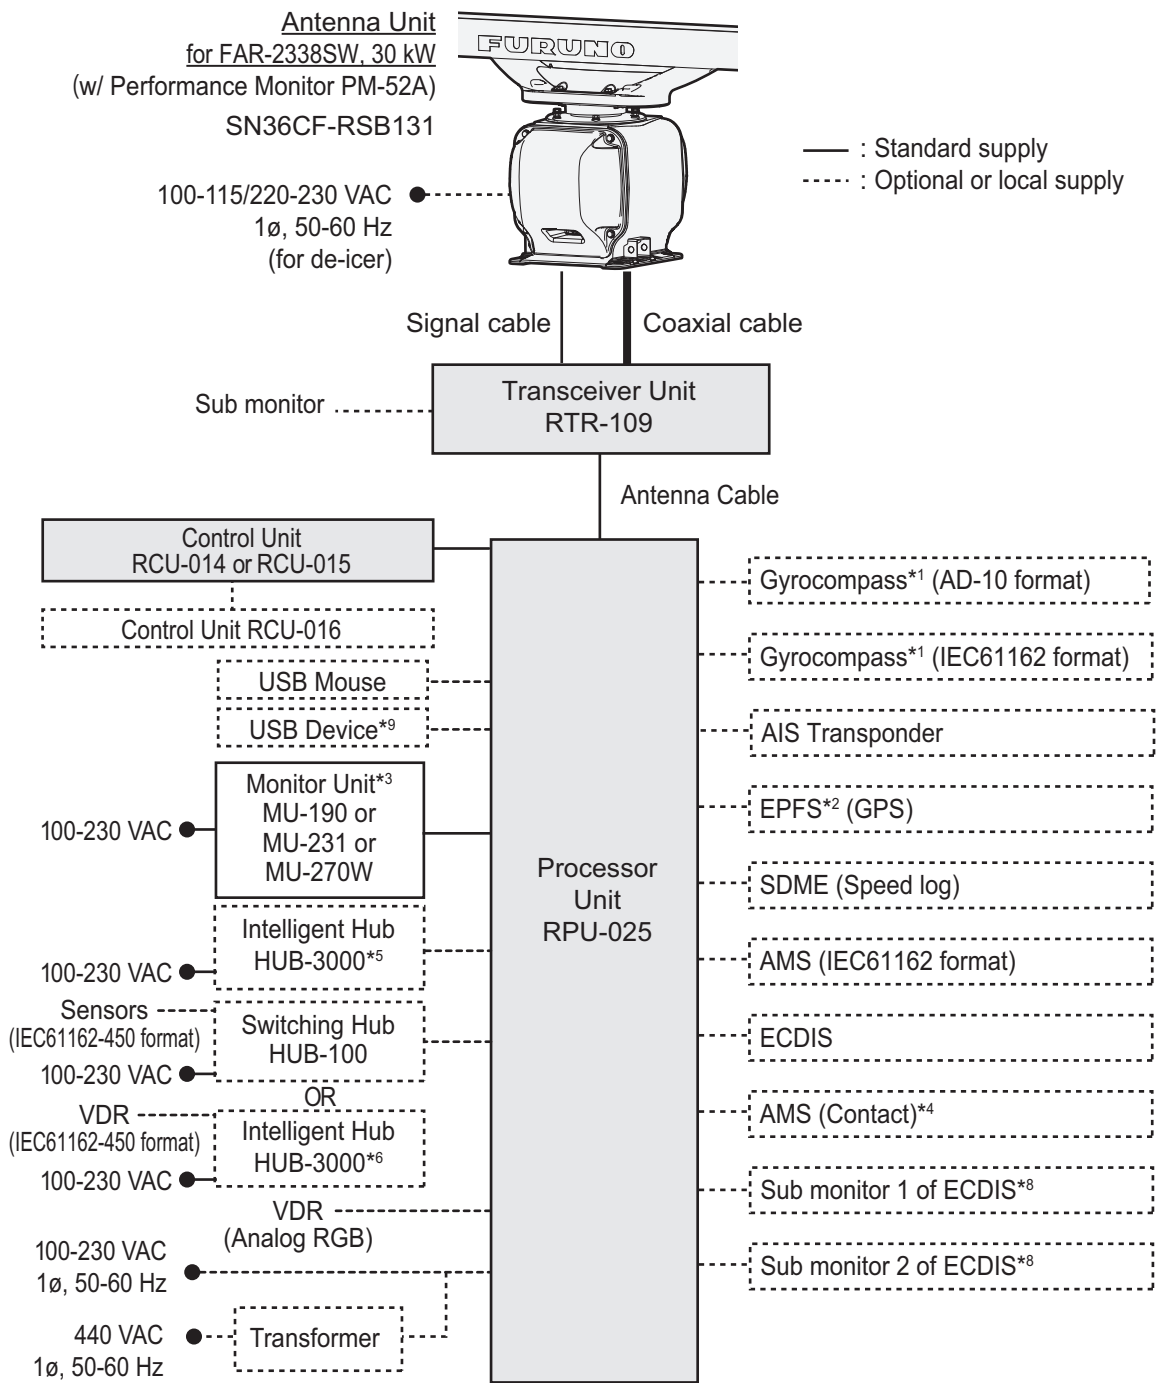 Antenna Unit
for FAR-2338SW, 30 kW
(w/ Performance Monitor PM-52A)
SN36CF-RSB131
FURUNO
100-115/220-230 VAC
1ø, 50-60 Hz
(for de-icer)
: Standard supply
: Optional or local supply
Signal cable
Coaxial cable
Transceiver Unit
RTR-109
Sub monitor
Antenna Cable
Control Unit
RCU-014 or RCU-015
Control Unit RCU-016
USB Mouse
USB Device*9
Monitor Unit*3
MU-190 or
MU-231 or
MU-270W
100-230 VAC
Intelligent Hub
HUB-3000*5
100-230 VAC
Sensors
(IEC61162-450 format)
Switching Hub
HUB-100
100-230 VAC
OR
VDR
(IEC61162-450 format)
Intelligent Hub
HUB-3000*6
100-230 VAC
VDR
(Analog RGB)
100-230 VAC
1ø, 50-60 Hz
440 VAC
1ø, 50-60 Hz
Transformer
Processor
Unit
RPU-025
Gyrocompass*1 (AD-10 format)
Gyrocompass*1 (IEC61162 format)
AIS Transponder
EPFS*2 (GPS)
SDME (Speed log)
AMS (IEC61162 format)
ECDIS
AMS (Contact)*4
Sub monitor 1 of ECDIS*8
Sub monitor 2 of ECDIS*8